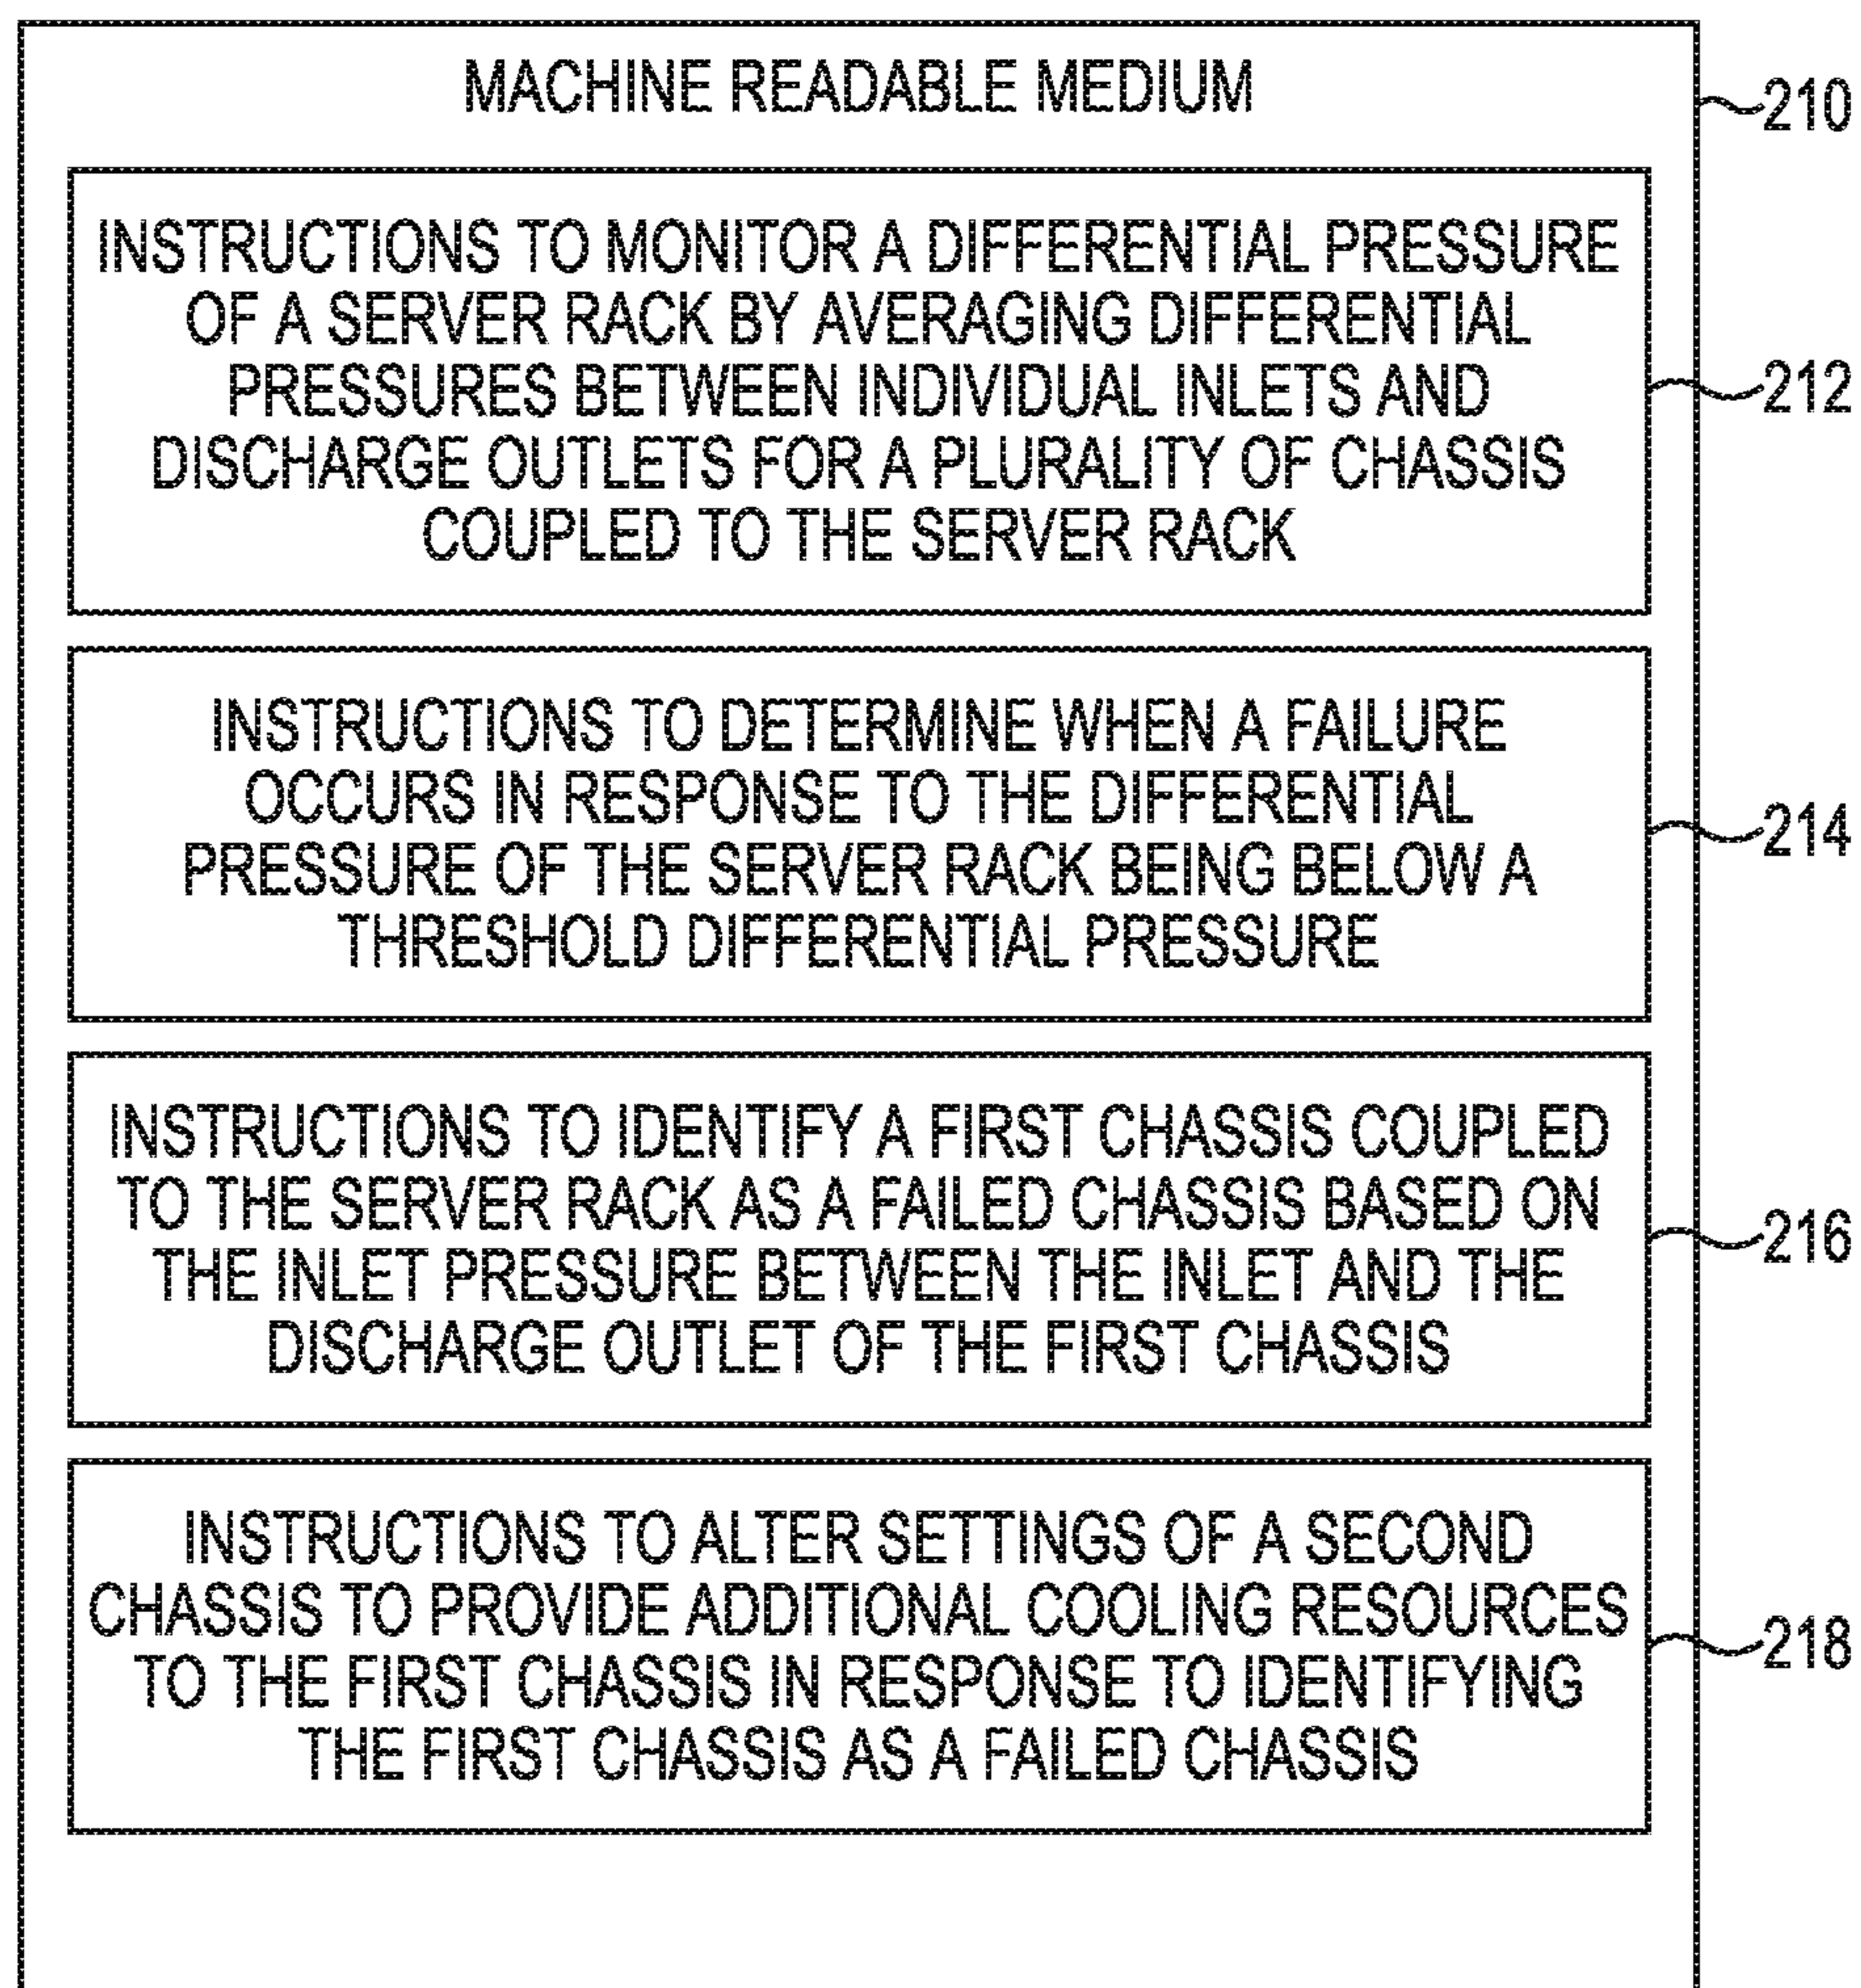 MACHINE READABLE MEDIUM
210
INSTRUCTIONS TO MONITOR A DIFFERENTIAL PRESSURE
OF A SERVER RACK BY AVERAGING DIFFERENTIAL
PRESSURES BETWEEN INDIVIDUAL INLETS AND
DISCHARGE OUTLETS FOR A PLURALITY OF CHASSIS
COUPLED TO THE SERVER RACK
212
INSTRUCTIONS TO DETERMINE WHEN A FAILURE
OCCURS IN RESPONSE TO THE DIFFERENTIAL
PRESSURE OF THE SERVER RACK BEING BELOW A
THRESHOLD DIFFERENTIAL PRESSURE
214
INSTRUCTIONS TO IDENTIFY A FIRST CHASSIS COUPLED
TO THE SERVER RACK AS A FAILED CHASSIS BASED ON
THE INLET PRESSURE BETWEEN THE INLET AND THE
DISCHARGE OUTLET OF THE FIRST CHASSIS
216
INSTRUCTIONS TO ALTER SETTINGS OF A SECOND
CHASSIS TO PROVIDE ADDITIONAL COOLING RESOURCES
TO THE FIRST CHASSIS IN RESPONSE TO IDENTIFYING
THE FIRST CHASSIS AS A FAILED CHASSIS
218